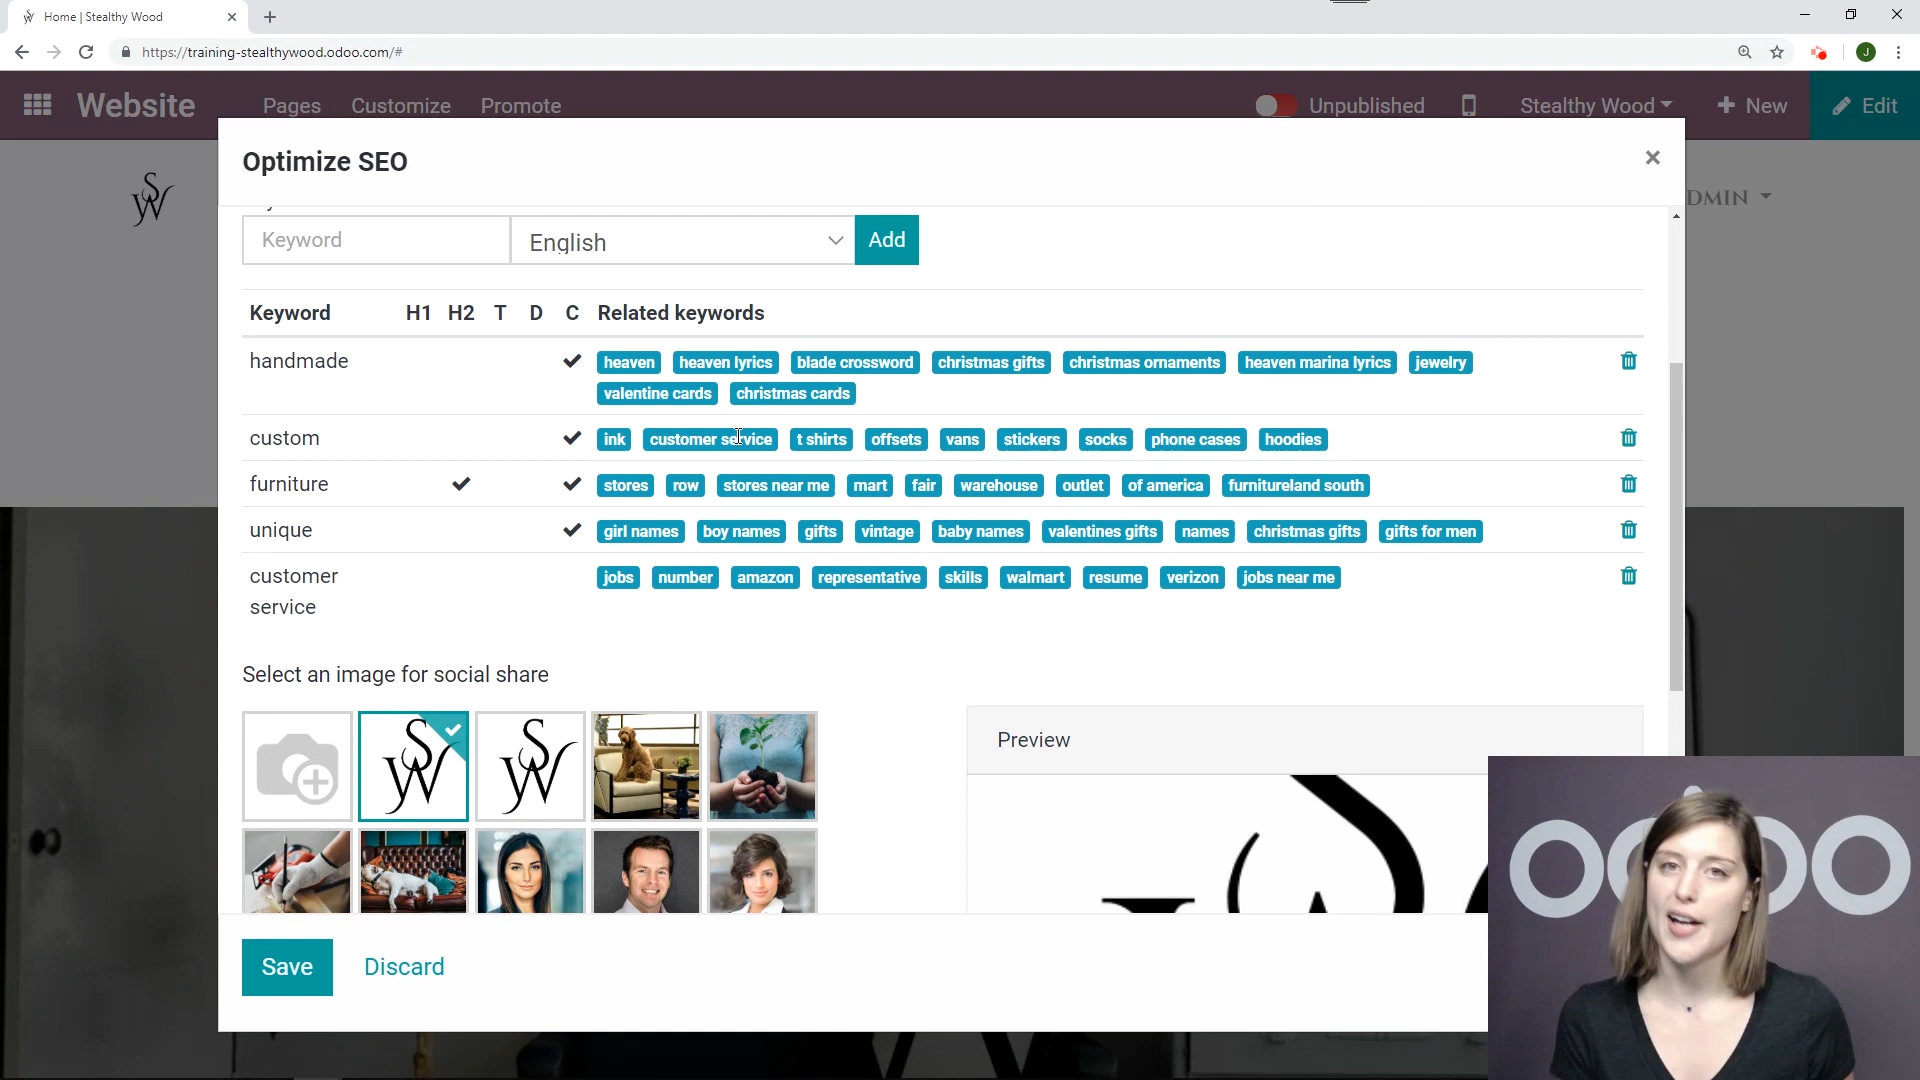 Home | Stealthy Wood
https://training-stealthywood.odoo.com/#
J
Website Pages Customize Promote Unpublished Stealthy Wood + New Edit
Optimize SEO
SW
DMIN
Keyword English Add
Keyword H1 H2 T D C Related keywords
handmade heaven heaven lyrics blade crossword christmas gifts christmas ornaments heaven marina lyrics jewelry
valentine cards christmas cards
custom ink customer service t shirts offsets vans stickers socks phone cases hoodies
furniture stores row stores near me mart fair warehouse outlet of america furnitureland south
unique girl names boy names gifts vintage baby names valentines gifts names christmas gifts gifts for men
customer jobs number amazon representative skills walmart resume verizon jobs near me
service
Select an image for social share
SW SW
Preview
odoo
Save Discard